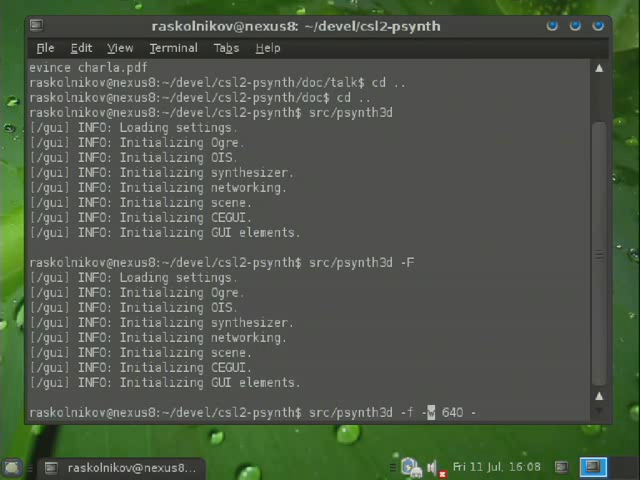 raskolnikov@nexus8: ~/devel/csl2-psynth
File Edit View Terminal Tabs Help
evince charla.pdf
raskolnikov@nexus8:~/devel/csl2-psynth/doc/talk$ cd ..
raskolnikov@nexus8:~/devel/csl2-psynth/doc$ cd ..
raskolnikov@nexus8:~/devel/csl2-psynth$ src/psynth3d
[/gui] INFO: Loading settings.
[/gui] INFO: Initializing Ogre.
[/gui] INFO: Initializing OIS.
[/gui] INFO: Initializing synthesizer.
[/gui] INFO: Initializing networking.
[/gui] INFO: Initializing scene.
[/gui] INFO: Initializing CEGUI.
[/gui] INFO: Initializing GUI elements.
raskolnikov@nexus8:~/devel/csl2-psynth$ src/psynth3d -F
[/gui] INFO: Loading settings.
[/gui] INFO: Initializing Ogre.
[/gui] INFO: Initializing OIS.
[/gui] INFO: Initializing synthesizer.
[/gui] INFO: Initializing networking.
[/gui] INFO: Initializing scene.
[/gui] INFO: Initializing CEGUI.
[/gui] INFO: Initializing GUI elements.
raskolnikov@nexus8:~/devel/csl2-psynth$ src/psynth3d -f -w 640 -
raskolnikov@nexus8... Fri 11 Jul, 16:08